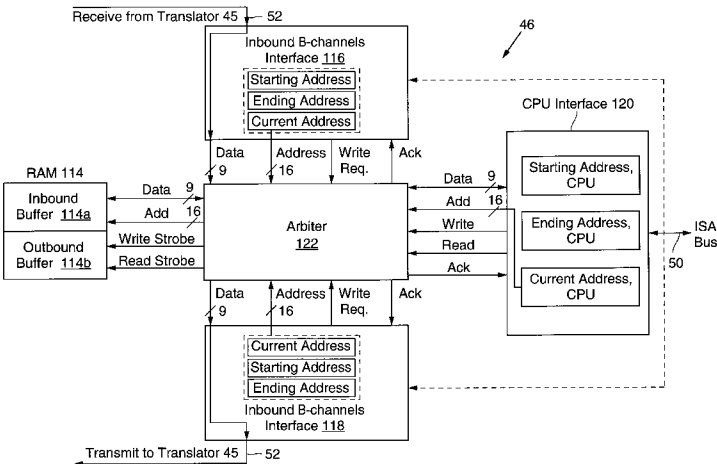 Receive from Translator 45
52
46
Inbound B-channels
Interface 116
Starting Address
Ending Address
Current Address
CPU Interface 120
Data
9
Address
16
Write
Req.
Ack
RAM 114
Inbound
Buffer 114a
Outbound
Buffer 114b
Data
9
Add
16
Write Strobe
Read Strobe
Arbiter
122
Data
9
Add
16
Write
Read
Ack
Starting Address,
CPU
Ending Address,
CPU
Current Address,
CPU
ISA
Bus
50
Data
9
Address
16
Write
Req.
Ack
Current Address
Starting Address
Ending Address
Inbound B-channels
Interface 118
Transmit to Translator 45
52